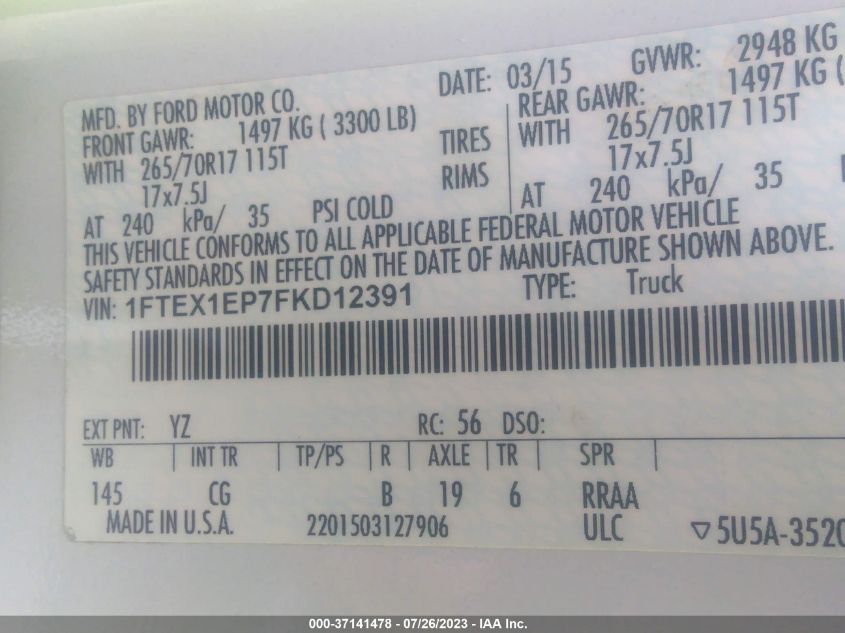 MFD. BY FORD MOTOR CO. DATE: 03/15 GVWR: 2948 KG
FRONT GAWR: 1497 KG ( 3300 LB) REAR GAWR: 1497 KG (
WITH 265/70R17 115T TIRES WITH 265/70R17 115T
17x7.5J RIMS 17x7.5J
AT 240 kPa/ 35 PSI COLD AT 240 kPa/ 35
THIS VEHICLE CONFORMS TO ALL APPLICABLE FEDERAL MOTOR VEHICLE
SAFETY STANDARDS IN EFFECT ON THE DATE OF MANUFACTURE SHOWN ABOVE.
VIN: 1FTEX1EP7FKD12391 TYPE: Truck
EXT PNT: YZ RC: 56 DSO:
WB INT TR TP/PS R AXLE TR SPR
145 CG B 19 6 RRAA
MADE IN U.S.A. 2201503127906 ULC ▽5U5A-3520
000-37141478 - 07/26/2023 - IAA Inc.